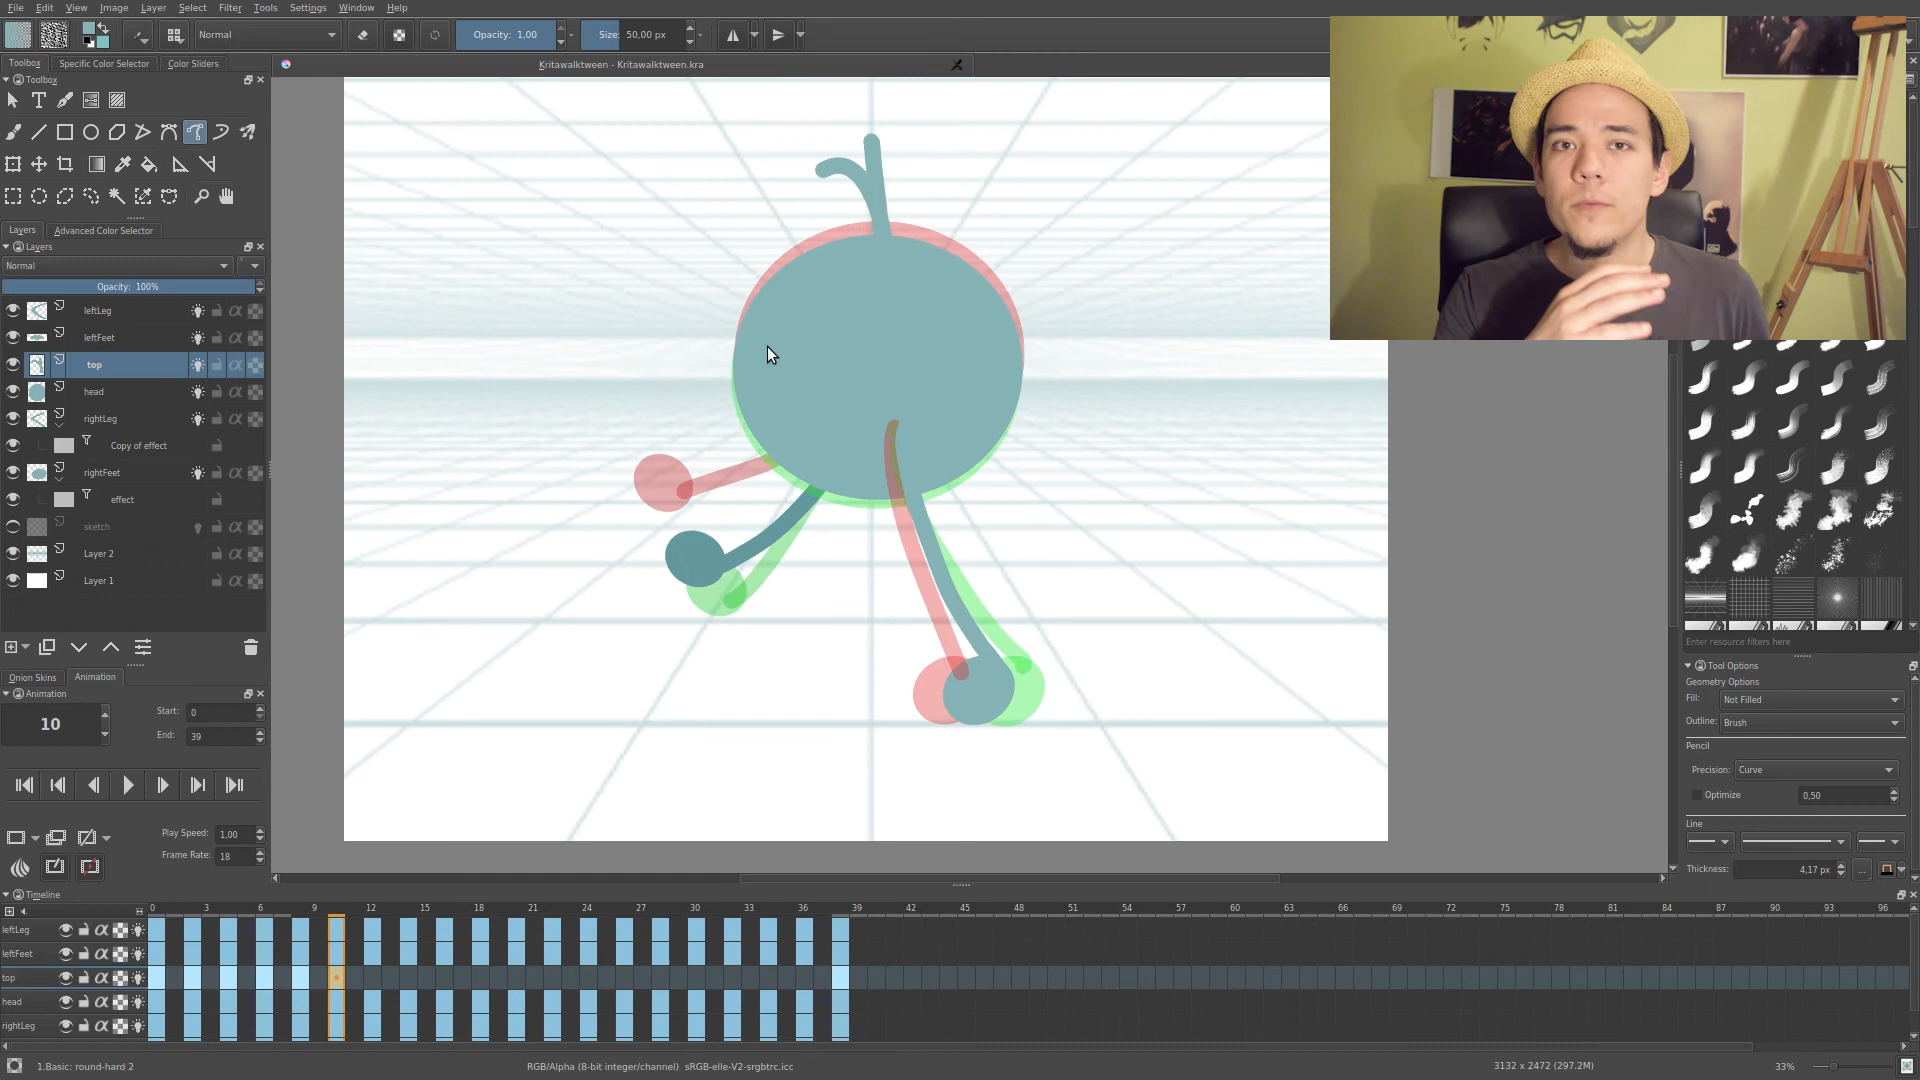 File Edit View Image Layer Select Filter Tools Settings Window Help
Normal
Opacity: 1,00
Size: 50,00 px
Toolbox Specific Color Selector Color Sliders
Kritawalktween - Kritawalktween.kra
Toolbox
Layers Advanced Color Selector
Layers
Normal
Opacity: 100%
leftLeg
leftFeet
top
head
rightLeg
Copy of effect
rightFeet
effect
sketch
Layer 2
Layer 1
Onion Skins Animation
Animation
10
Start: 0
End: 39
Play Speed: 1,00
Frame Rate: 18
Enter resource filters here
Tool Options
Geometry Options
Fill: Not Filled
Outline: Brush
Pencil
Precision: Curve
Optimize 0,50
Line
Thickness: 4,17 px ...
Timeline
0 3 6 9 12 15 18 21 24 27 30 33 36 39 42 45 48 51 54 57 60 63 66 69 72 75 78 81 84 87 90 93 96
leftLeg
leftFeet
top
head
rightLeg
1.Basic: round-hard 2
RGB/Alpha (8-bit integer/channel) sRGB-elle-V2-srgbtrc.icc
3132 x 2472 (297.2M)
33%